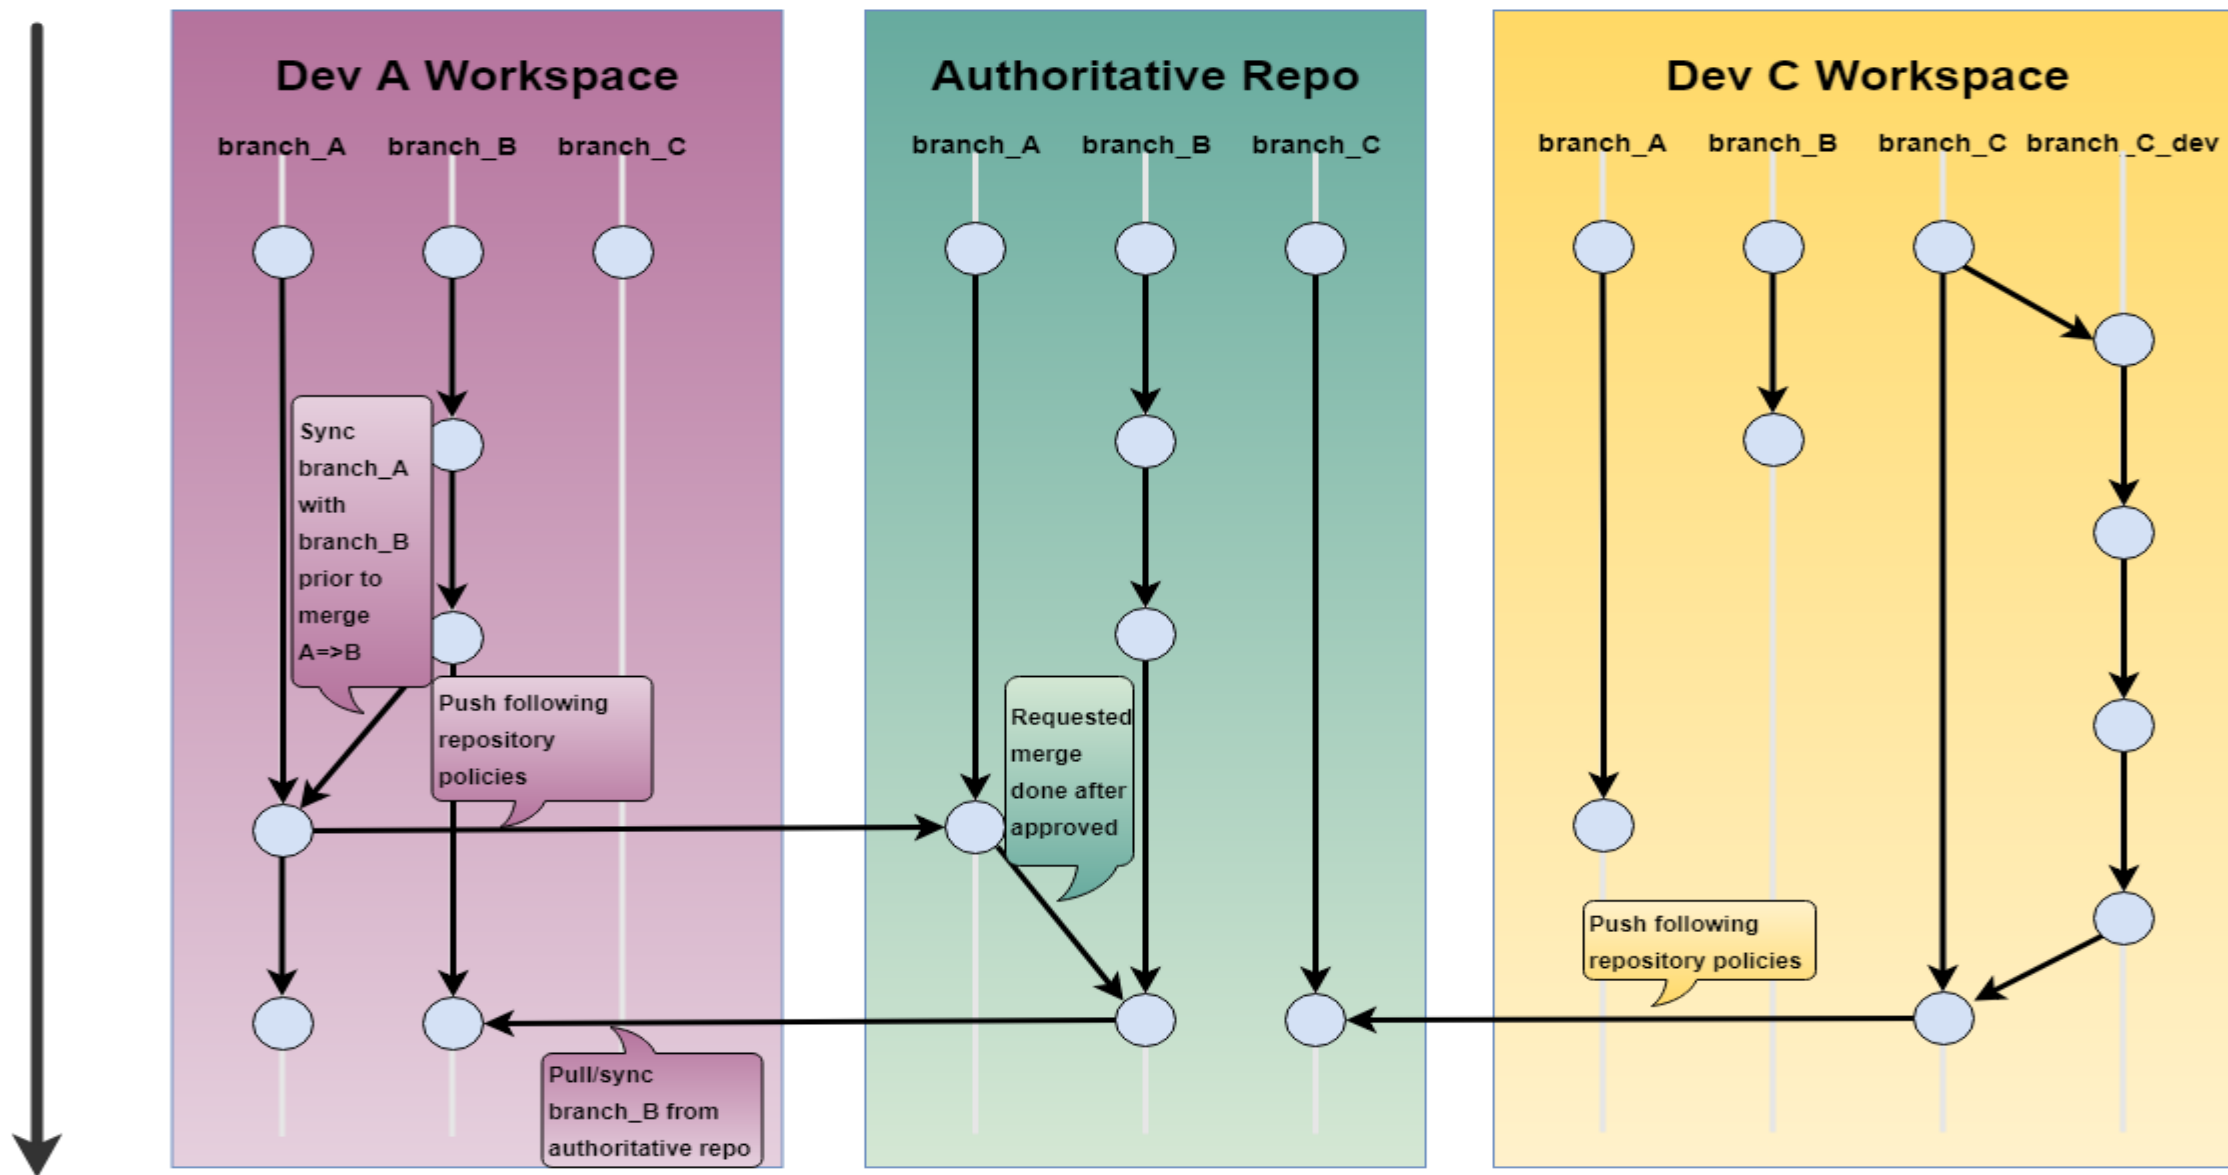 Dev A Workspace
branch_A
branch_B
branch_C
Sync
branch_A
with
branch_B
prior to
merge
A=>B
Push following
repository
policies
Pull/sync
branch_B from
authoritative repo
Authoritative Repo
branch_A
branch_B
branch_C
Requested
merge
done after
approved
Dev C Workspace
branch_A
branch_B
branch_C
branch_C_dev
Push following
repository policies